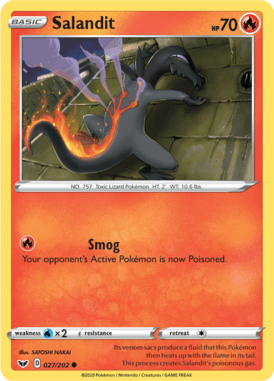 BASIC Salandit HP 70
NO. 757 Toxic Lizard Pokémon HT: 2' WT: 10.6 lbs.
Smog
Your opponent's Active Pokémon is now Poisoned.
weakness ×2 resistance retreat
Illus. SATOSHI NAKAI
D 027/202
Its venom sacs produce a fluid that this Pokémon
then heats up with the flame in its tail.
This process creates Salandit's poisonous gas.
©2020 Pokémon / Nintendo / Creatures / GAME FREAK